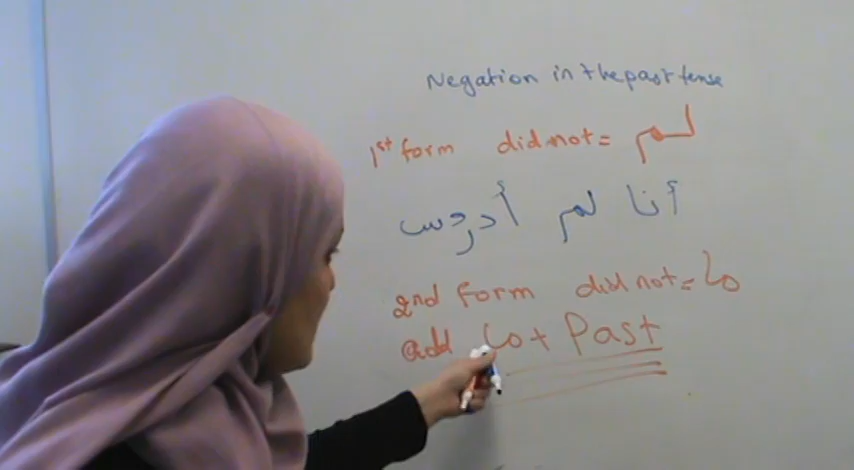 Negation in the past tense
1st form did not = لم
أنا لم أدرس
2nd form did not = ما
add ما + Past